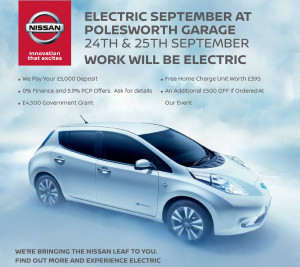 NISSAN
Innovation
that excites
ELECTRIC SEPTEMBER AT
POLESWORTH GARAGE
24TH & 25TH SEPTEMBER
WORK WILL BE ELECTRIC
• We Pay Your £5,000 Deposit
• 0% Finance and 5.9% PCP Offers. Ask for details
• £4,500 Government Grant
• Free Home Charge Unit Worth £395
• An Additional £500 OFF if Ordered At
Our Event
WE'RE BRINGING THE NISSAN LEAF TO YOU.
FIND OUT MORE AND EXPERIENCE ELECTRIC